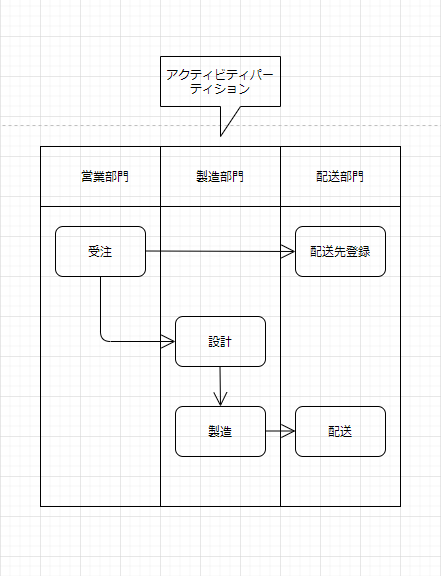 アクティビティパー
ティション
営業部門
製造部門
配送部門
受注
配送先登録
設計
製造
配送